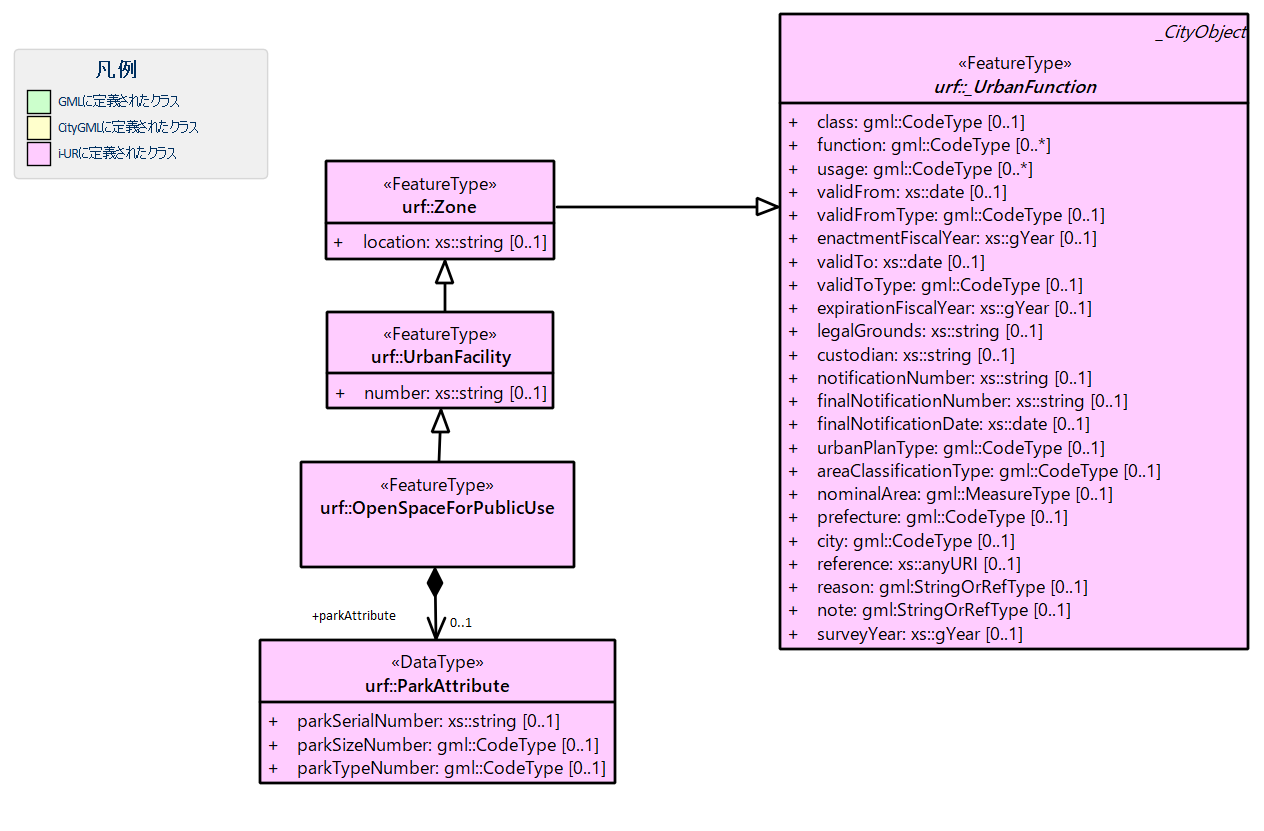 凡例
GMLに定義されたクラス
CityGMLに定義されたクラス
i-URに定義されたクラス
_CityObject
«FeatureType»
urf::_UrbanFunction
+ class: gml::CodeType [0..1]
+ function: gml::CodeType [0..*]
+ usage: gml::CodeType [0..*]
+ validFrom: xs::date [0..1]
+ validFromType: gml::CodeType [0..1]
+ enactmentFiscalYear: xs::gYear [0..1]
+ validTo: xs::date [0..1]
+ validToType: gml::CodeType [0..1]
+ expirationFiscalYear: xs::gYear [0..1]
+ legalGrounds: xs::string [0..1]
+ custodian: xs::string [0..1]
+ notificationNumber: xs::string [0..1]
+ finalNotificationNumber: xs::string [0..1]
+ finalNotificationDate: xs::date [0..1]
+ urbanPlanType: gml::CodeType [0..1]
+ areaClassificationType: gml::CodeType [0..1]
+ nominalArea: gml::MeasureType [0..1]
+ prefecture: gml::CodeType [0..1]
+ city: gml::CodeType [0..1]
+ reference: xs::anyURI [0..1]
+ reason: gml:StringOrRefType [0..1]
+ note: gml:StringOrRefType [0..1]
+ surveyYear: xs::gYear [0..1]
«FeatureType»
urf::Zone
+ location: xs::string [0..1]
«FeatureType»
urf::UrbanFacility
+ number: xs::string [0..1]
«FeatureType»
urf::OpenSpaceForPublicUse
+parkAttribute
0..1
«DataType»
urf::ParkAttribute
+ parkSerialNumber: xs::string [0..1]
+ parkSizeNumber: gml::CodeType [0..1]
+ parkTypeNumber: gml::CodeType [0..1]